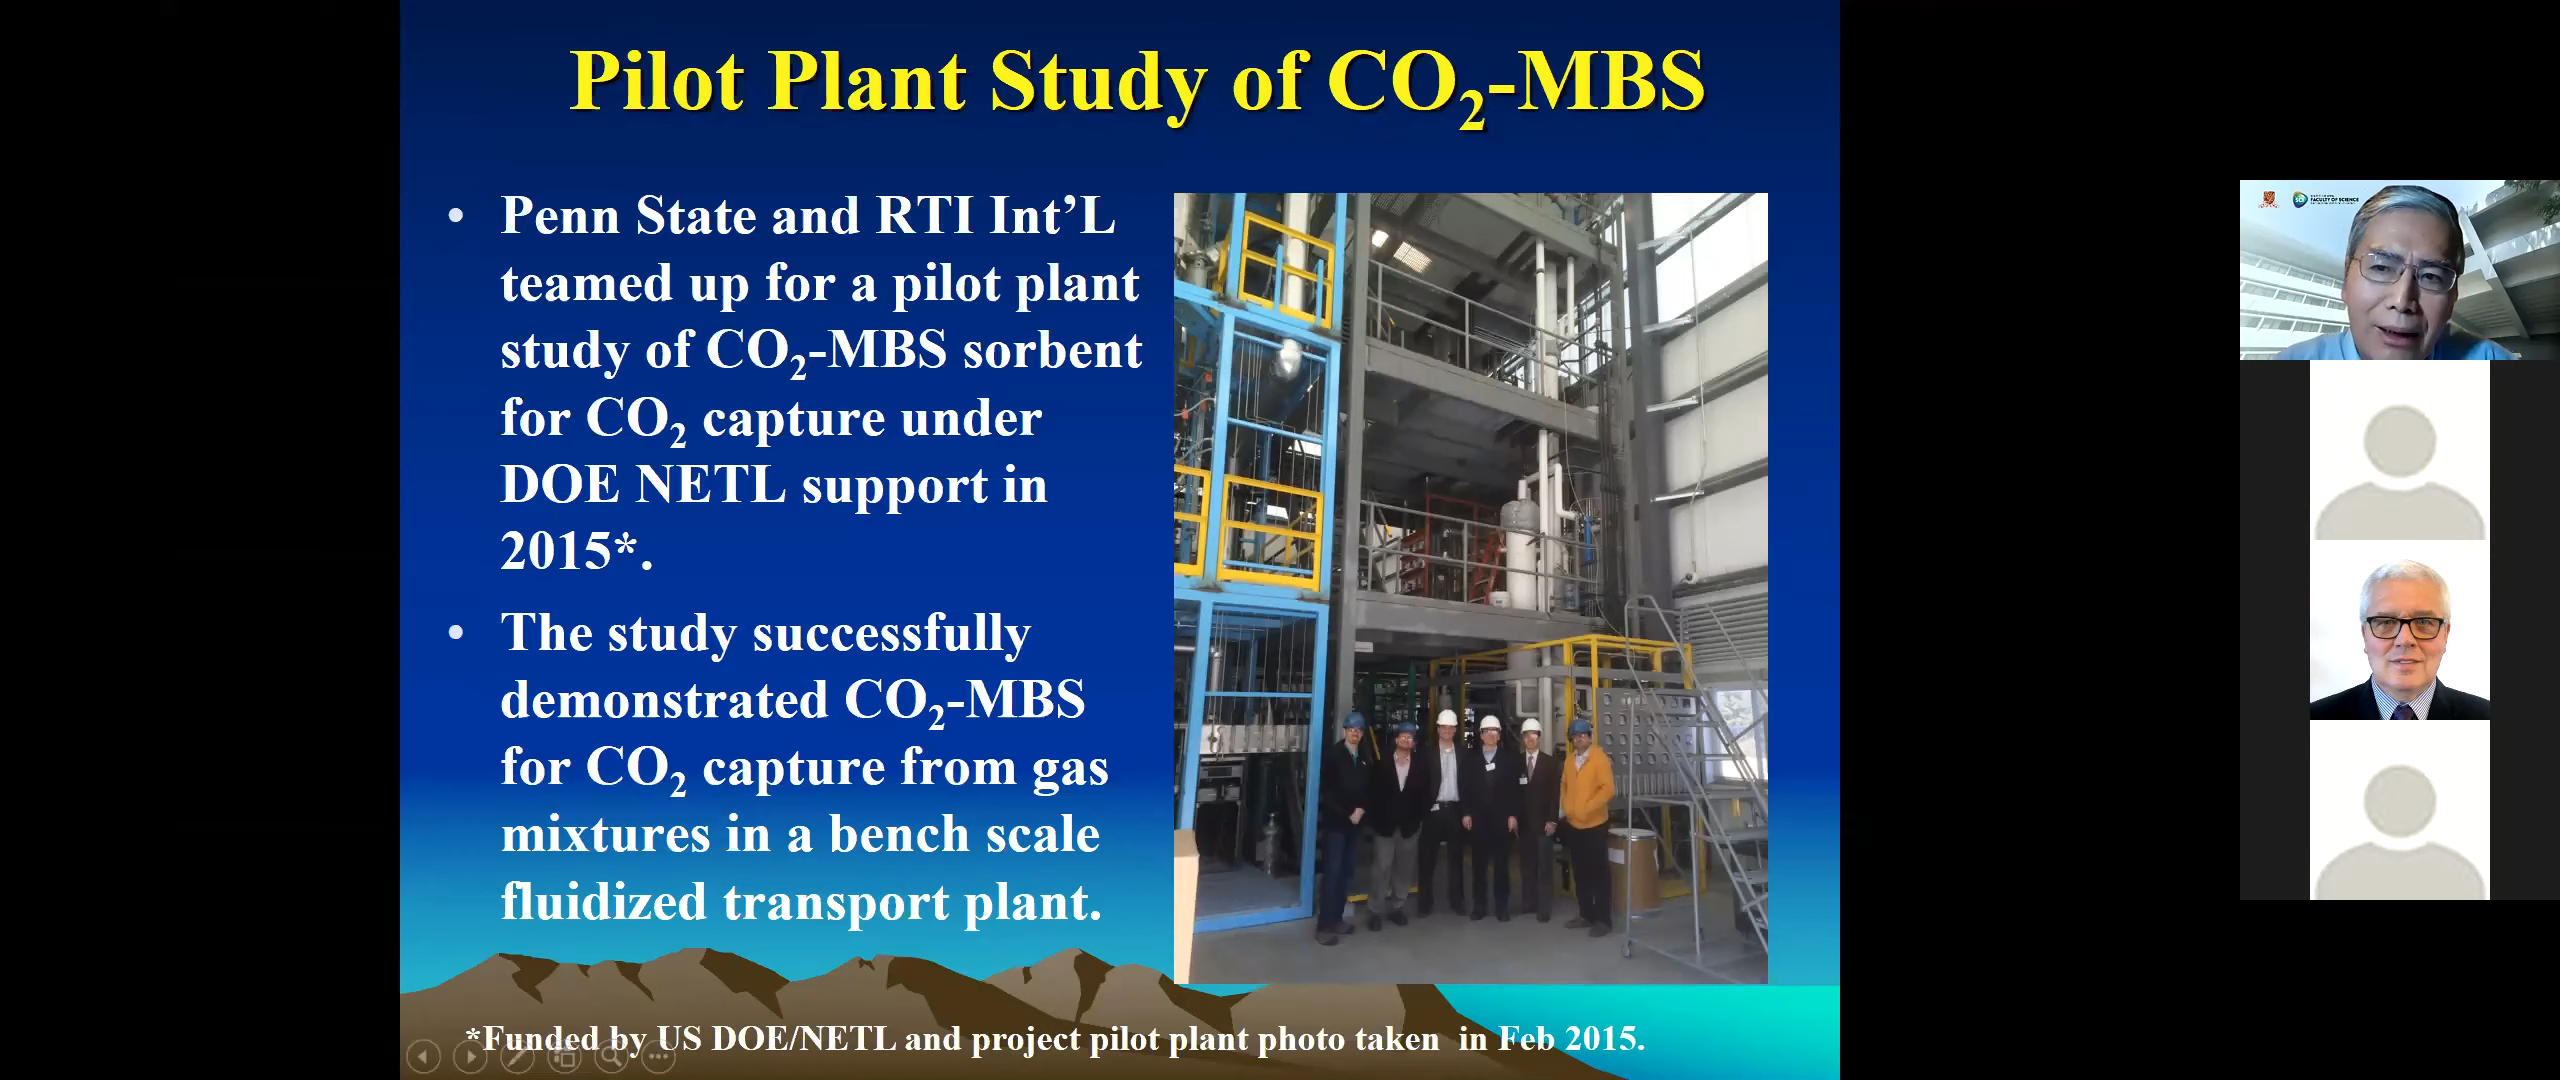 Pilot Plant Study of CO₂-MBS
• Penn State and RTI Int’L
teamed up for a pilot plant
study of CO₂-MBS sorbent
for CO₂ capture under
DOE NETL support in
2015*.
• The study successfully
demonstrated CO₂-MBS
for CO₂ capture from gas
mixtures in a bench scale
fluidized transport plant.
*Funded by US DOE/NETL and project pilot plant photo taken in Feb 2015.
FACULTY OF SCIENCE